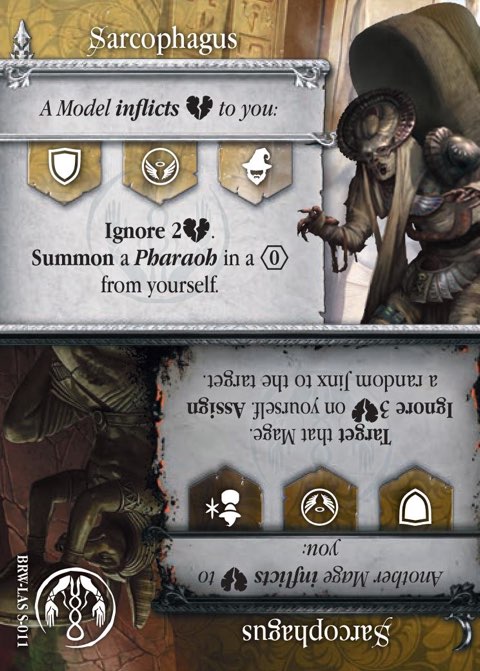 Sarcophagus
A Model inflicts to you:
Ignore 2.
Summon a Pharaoh in a 0
from yourself.
Sarcophagus
Another Mage inflicts to
you:
Target that Mage.
Ignore 3 on yourself. Assign
a random Jinx to the target.
BRW-LAS S-011